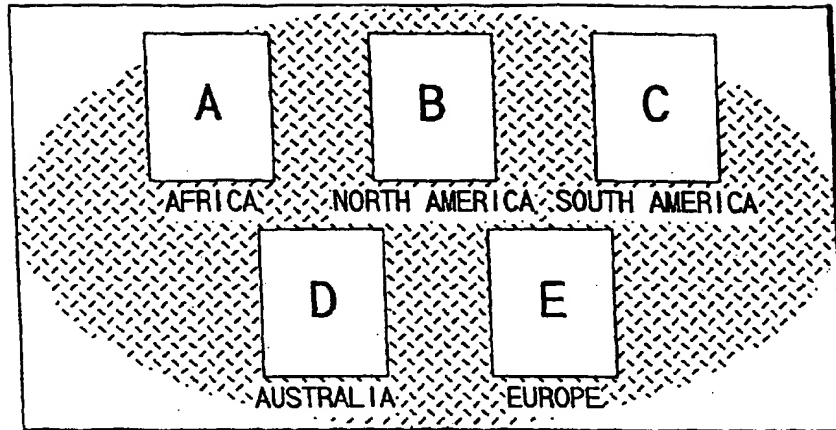 A B C
AFRICA NORTH AMERICA SOUTH AMERICA
D E
AUSTRALIA EUROPE